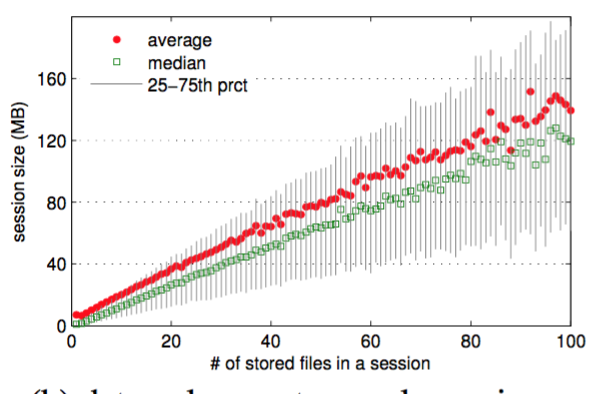 average
median
25-75th prct
160
120
80
40
0
session size (MB)
0 20 40 60 80 100
# of stored files in a session